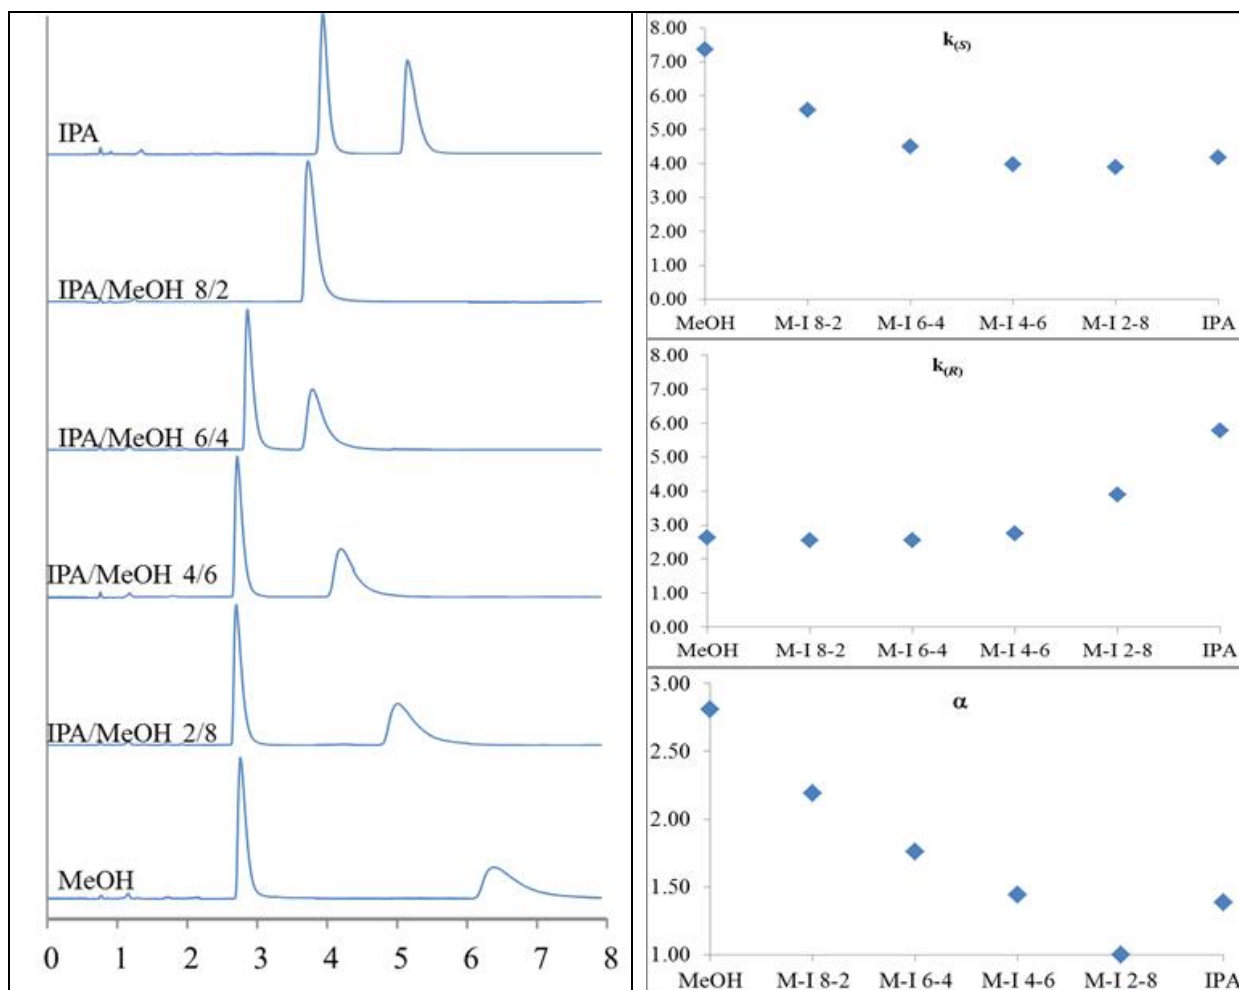 IPA
IPA/MeOH 8/2
IPA/MeOH 6/4
IPA/MeOH 4/6
IPA/MeOH 2/8
MeOH
0 1 2 3 4 5 6 7 8
k(S)
8.00
7.00
6.00
5.00
4.00
3.00
2.00
1.00
0.00
MeOH M-I 8-2 M-I 6-4 M-I 4-6 M-I 2-8 IPA
k(R)
8.00
7.00
6.00
5.00
4.00
3.00
2.00
1.00
0.00
MeOH M-I 8-2 M-I 6-4 M-I 4-6 M-I 2-8 IPA
α
3.00
2.50
2.00
1.50
1.00
MeOH M-I 8-2 M-I 6-4 M-I 4-6 M-I 2-8 IPA